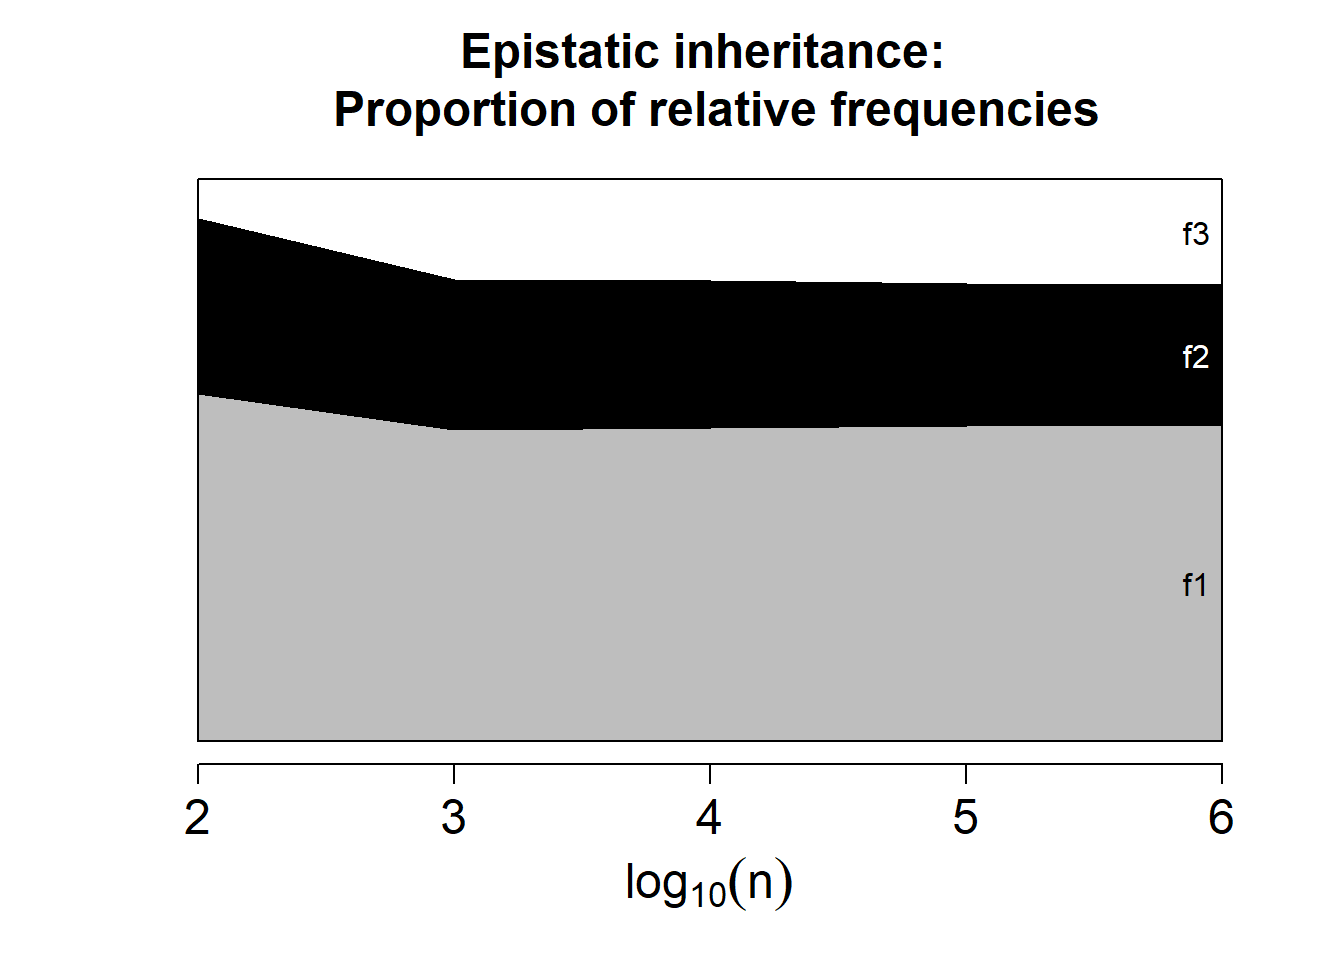 Epistatic inheritance:
Proportion of relative frequencies
f3
f2
f1
2 3 4 5 6
log₁₀(n)